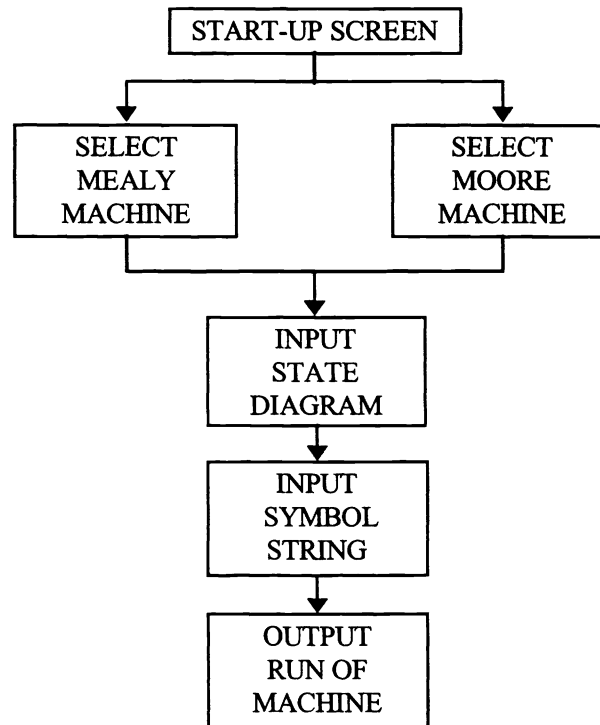 START-UP SCREEN
SELECT
MEALY
MACHINE
SELECT
MOORE
MACHINE
INPUT
STATE
DIAGRAM
INPUT
SYMBOL
STRING
OUTPUT
RUN OF
MACHINE